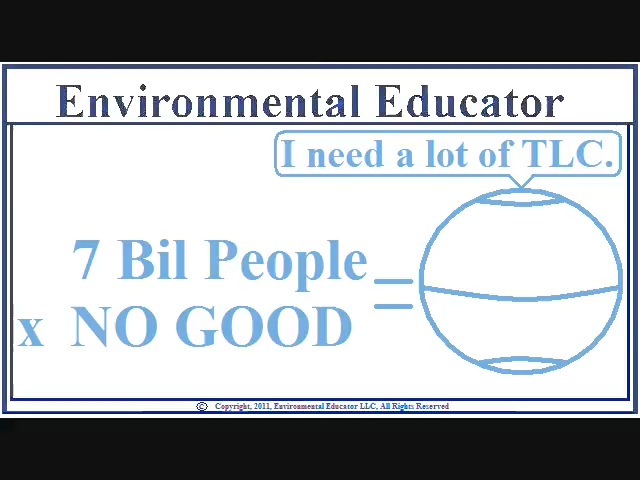 Environmental Educator
I need a lot of TLC.
7 Bil People =
x NO GOOD
© Copyright, 2011, Environmental Educator LLC, All Rights Reserved